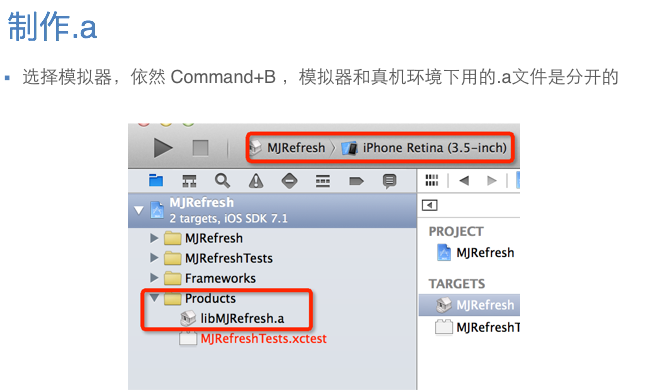 制作.a
选择模拟器，依然 Command+B ，模拟器和真机环境下用的.a文件是分开的
MJRefresh 〉 iPhone Retina (3.5-inch)
MJRefresh
2 targets, iOS SDK 7.1
MJRefresh
MJRefreshTests
Frameworks
Products
libMJRefresh.a
MJRefreshTests.xctest
PROJECT
MJRefresh
TARGETS
MJRefresh
MJRefreshT